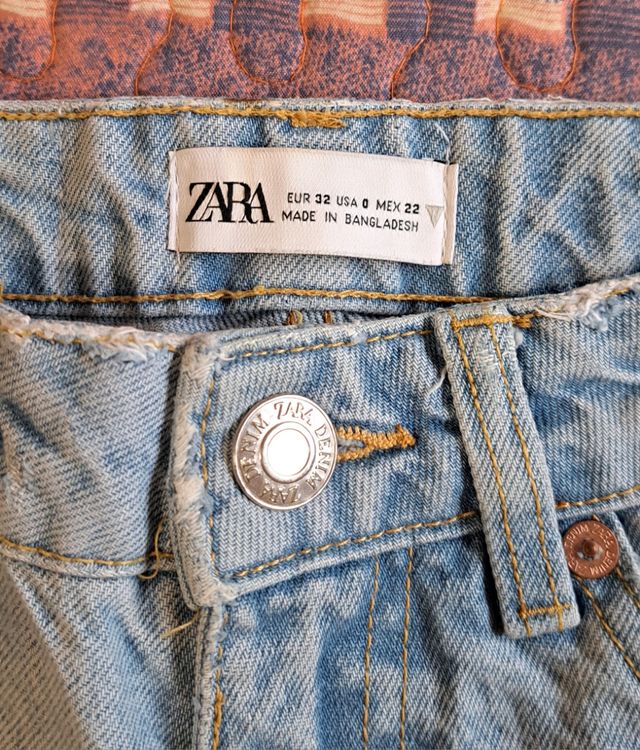 ZARA
EUR 32 USA 0 MEX 22
MADE IN BANGLADESH
ZARA DENIM
ZARA DENIM